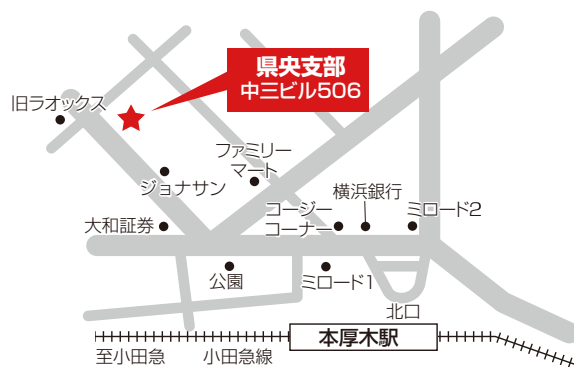 県央支部
中三ビル506
旧ラオックス
ファミリー
マート
ジョナサン
横浜銀行
コージー
コーナー
ミロード2
大和証券
公園
ミロード1
北口
本厚木駅
至小田急
小田急線